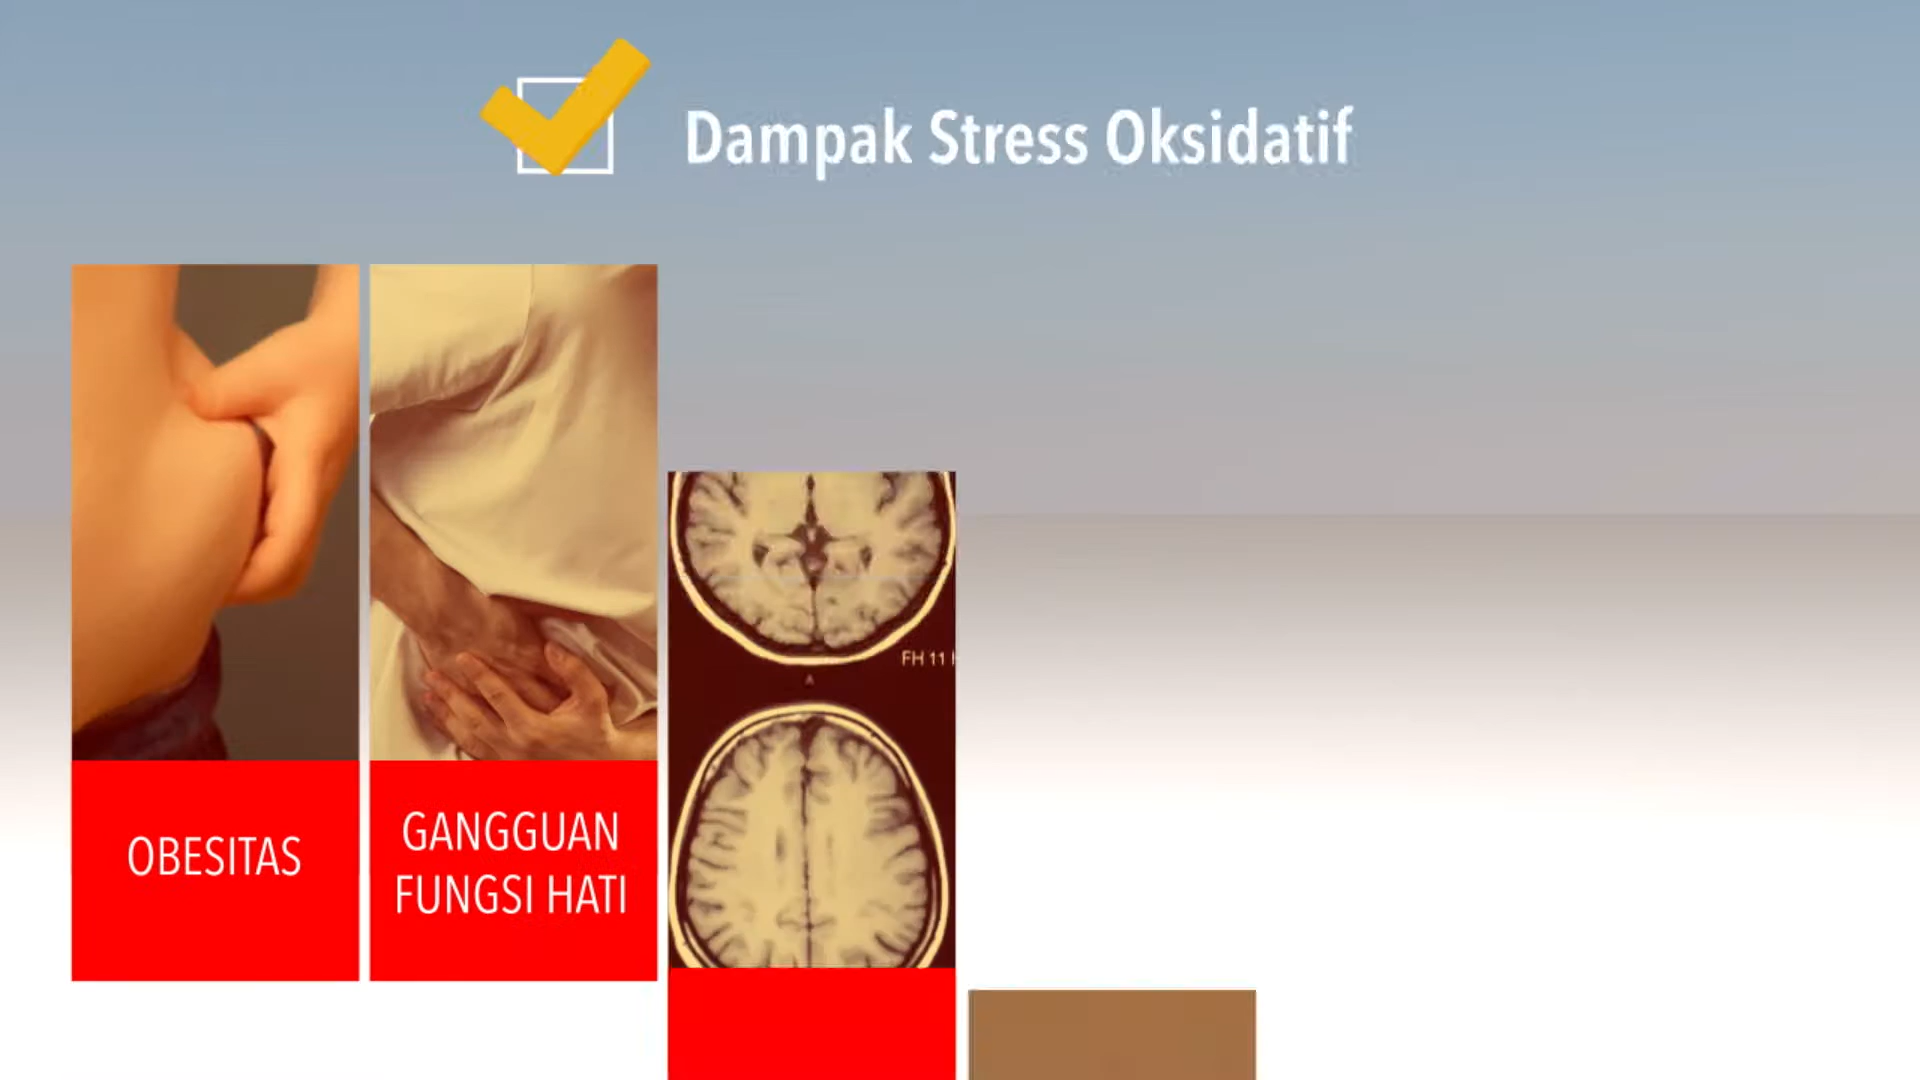 Dampak Stress Oksidatif
OBESITAS
GANGGUAN
FUNGSI HATI
FH 11
A